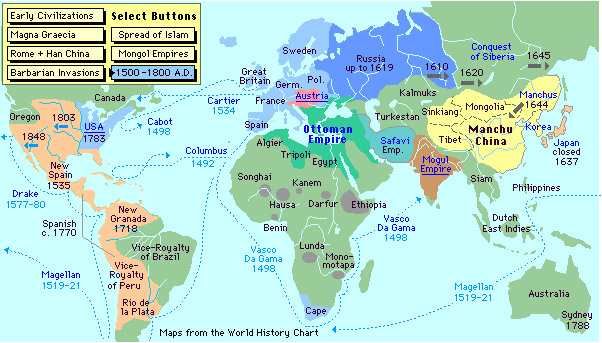 Early Civilizations
Select Buttons
Magna Graecia
Spread of Islam
Rome + Han China
Mongol Empires
Barbarian Invasions
1500-1800 A.D.
Sweden
Russia
up to 1619
1610
1620
Conquest
of Siberia
1645
Great
Britain
Germ.
Pol.
Austria
France
Spain
Canada
Cartier
1534
Oregon
1803
1848
USA
1783
Cabot
1498
Kalmuks
Turkestan
Sinkiang
Mongolia
Manchus
1644
Manchu
China
Tibet
Korea
Japan
closed
1637
Ottoman
Empire
Safavi
Emp.
Mogul
Empire
Algier
Tripoli
Egypt
Columbus
1492
New
Spain
1535
Drake
1577-80
Songhai
Kanem
Hausa
Darfur
Ethiopia
Benin
Siam
Philippines
Dutch
East Indies
Spanish
c. 1770
New
Granada
1718
Vice-Royalty
of Brazil
Vice-
Royalty
of Peru
Rio de
la Plata
Magellan
1519-21
Vasco
Da Gama
1498
Vasco
Da Gama
1498
Lunda
Mono-
motapa
Cape
Magellan
1519-21
Australia
Sydney
1788
Maps from the World History Chart